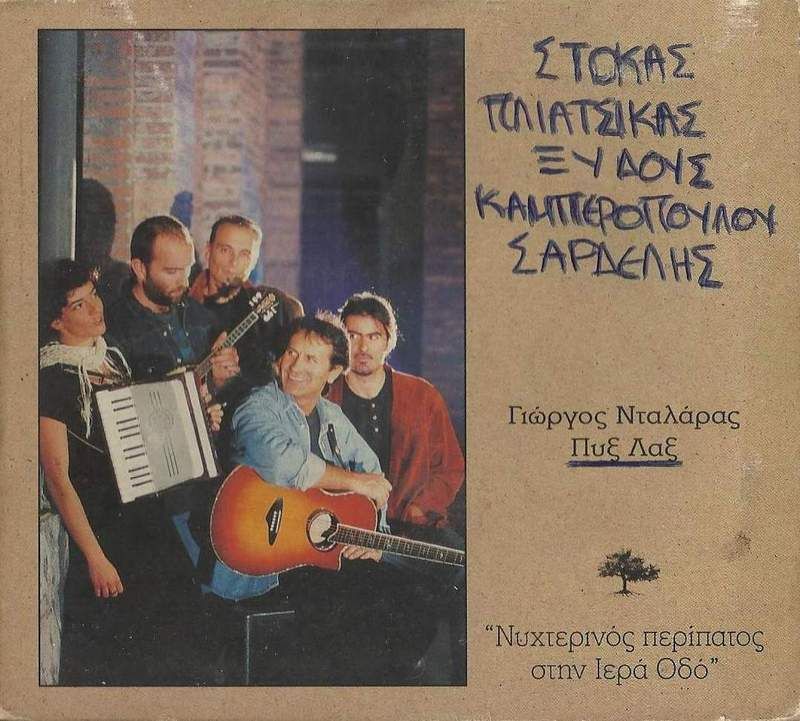 ΣΤΟΚΑΣ
ΠΛΙΑΤΣΙΚΑΣ
ΞΥΔΟΥΣ
ΚΑΜΠΕΡΟΠΟΥΛΟΥ
ΣΑΡΔΕΛΗΣ
Γιώργος Νταλάρας
Πυξ Λαξ
“Νυχτερινός περίπατος
στην Ιερά Οδό”